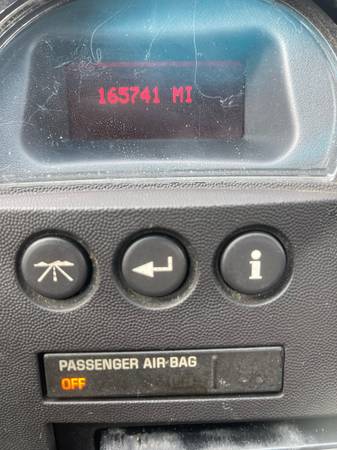 165741 MI
i
PASSENGER AIR-BAG
OFF